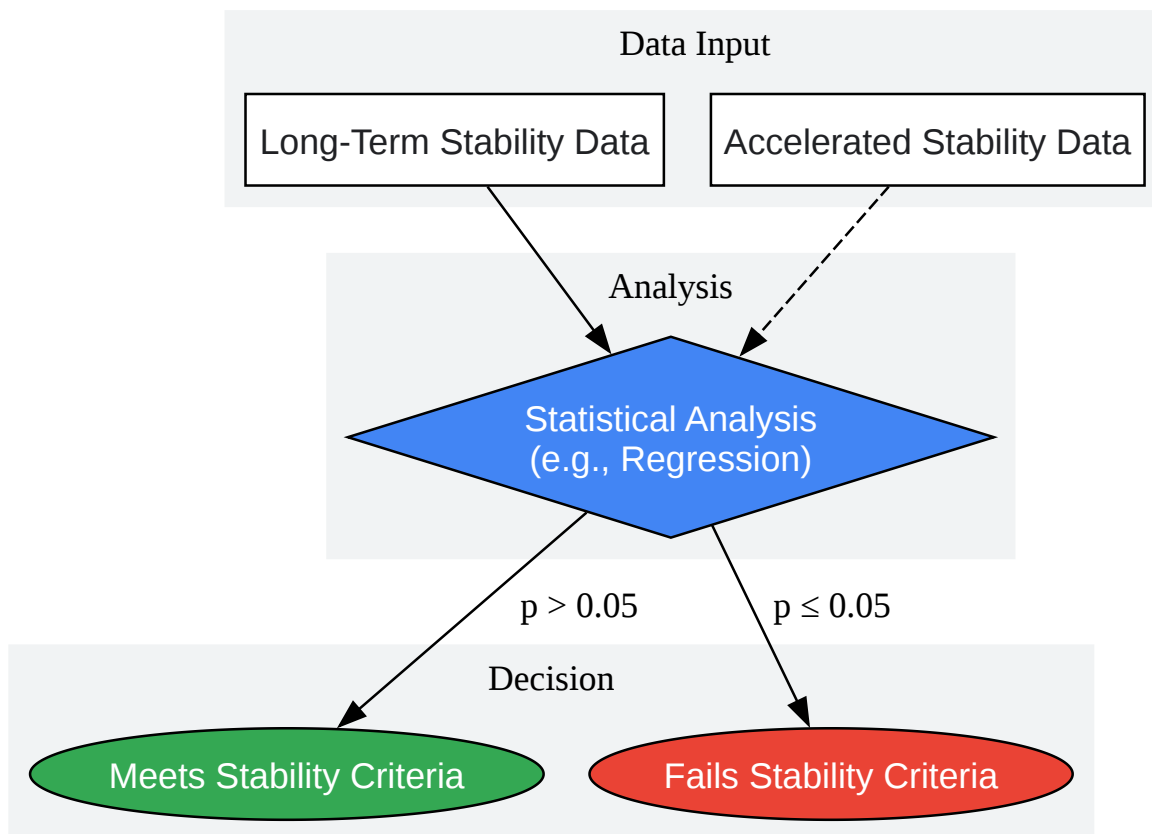 Data Input
Long-Term Stability Data
Accelerated Stability Data
Analysis
Statistical Analysis
(e.g., Regression)
p > 0.05
p ≤ 0.05
Decision
Meets Stability Criteria
Fails Stability Criteria